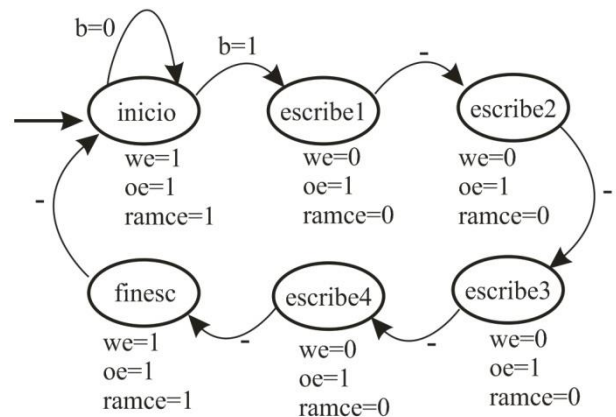 b=0
b=1
-
inicio
escribe1
escribe2
we=1
oe=1
ramce=1
we=0
oe=1
ramce=0
we=0
oe=1
ramce=0
-
-
finesc
escribe4
escribe3
-
-
we=1
oe=1
ramce=1
we=0
oe=1
ramce=0
we=0
oe=1
ramce=0